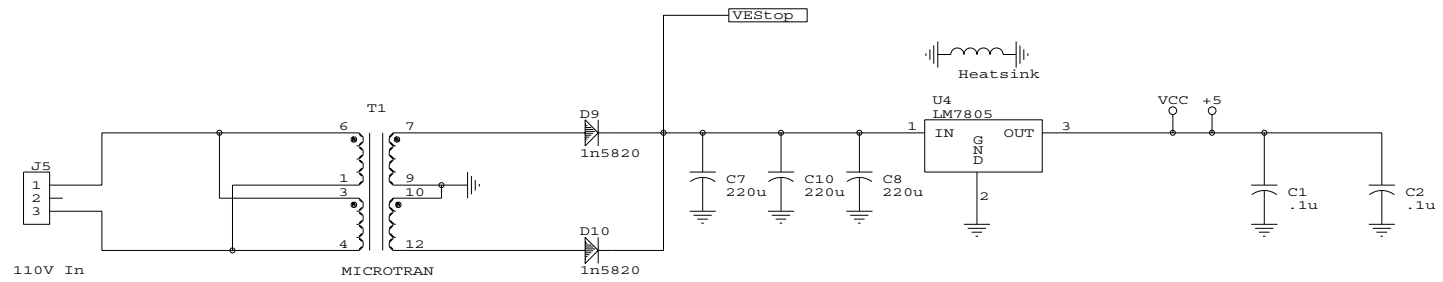 VEStop
Heatsink
T1
D9
U4
LM7805
VCC +5
6 7
1 IN OUT 3
GND
1n5820
J5
1
2
3
1 9
3 10
C7
220u
C10
220u
C8
220u
2
C1
.1u
C2
.1u
D10
4 12
110V In
MICROTRAN
1n5820